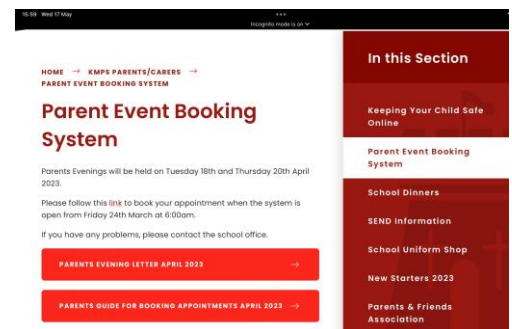 15:59 Wed 17 May
Incognito mode is on
HOME → KMPS PARENTS/CARERS →
PARENT EVENT BOOKING SYSTEM
Parent Event Booking
System
Parents Evenings will be held on Tuesday 18th and Thursday 20th April
2023.
Please follow this link to book your appointment when the system is
open from Friday 24th March at 6:00am.
If you have any problems, please contact the school office.
PARENTS EVENING LETTER APRIL 2023 →
PARENTS GUIDE FOR BOOKING APPOINTMENTS APRIL 2023 →
In this Section
Keeping Your Child Safe
Online
Parent Event Booking
System
School Dinners
SEND Information
School Uniform Shop
New Starters 2023
Parents & Friends
Association